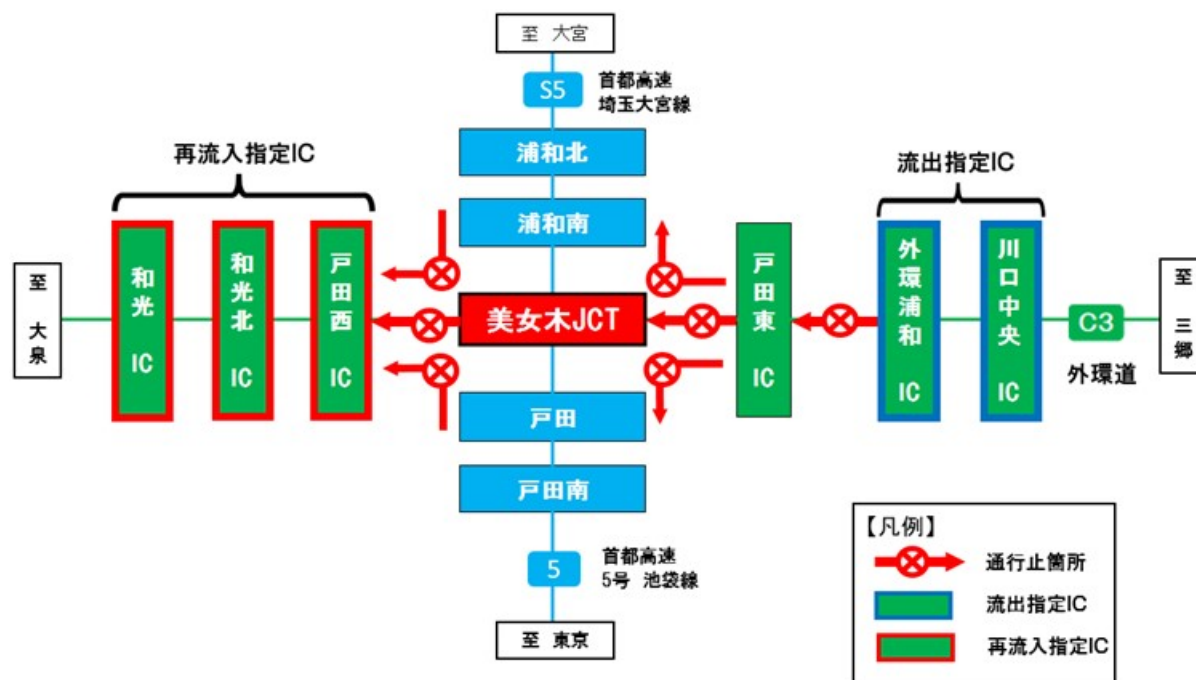 至 大宮
S5
首都高速
埼玉大宮線
再流入指定IC
浦和北
流出指定IC
浦和南
至 大泉
和光 IC
和光北 IC
戸田西 IC
美女木JCT
戸田東 IC
外環浦和 IC
川口中央 IC
C3
外環道
至 三郷
戸田
戸田南
5
首都高速
5号 池袋線
至 東京
【凡例】
通行止箇所
流出指定IC
再流入指定IC